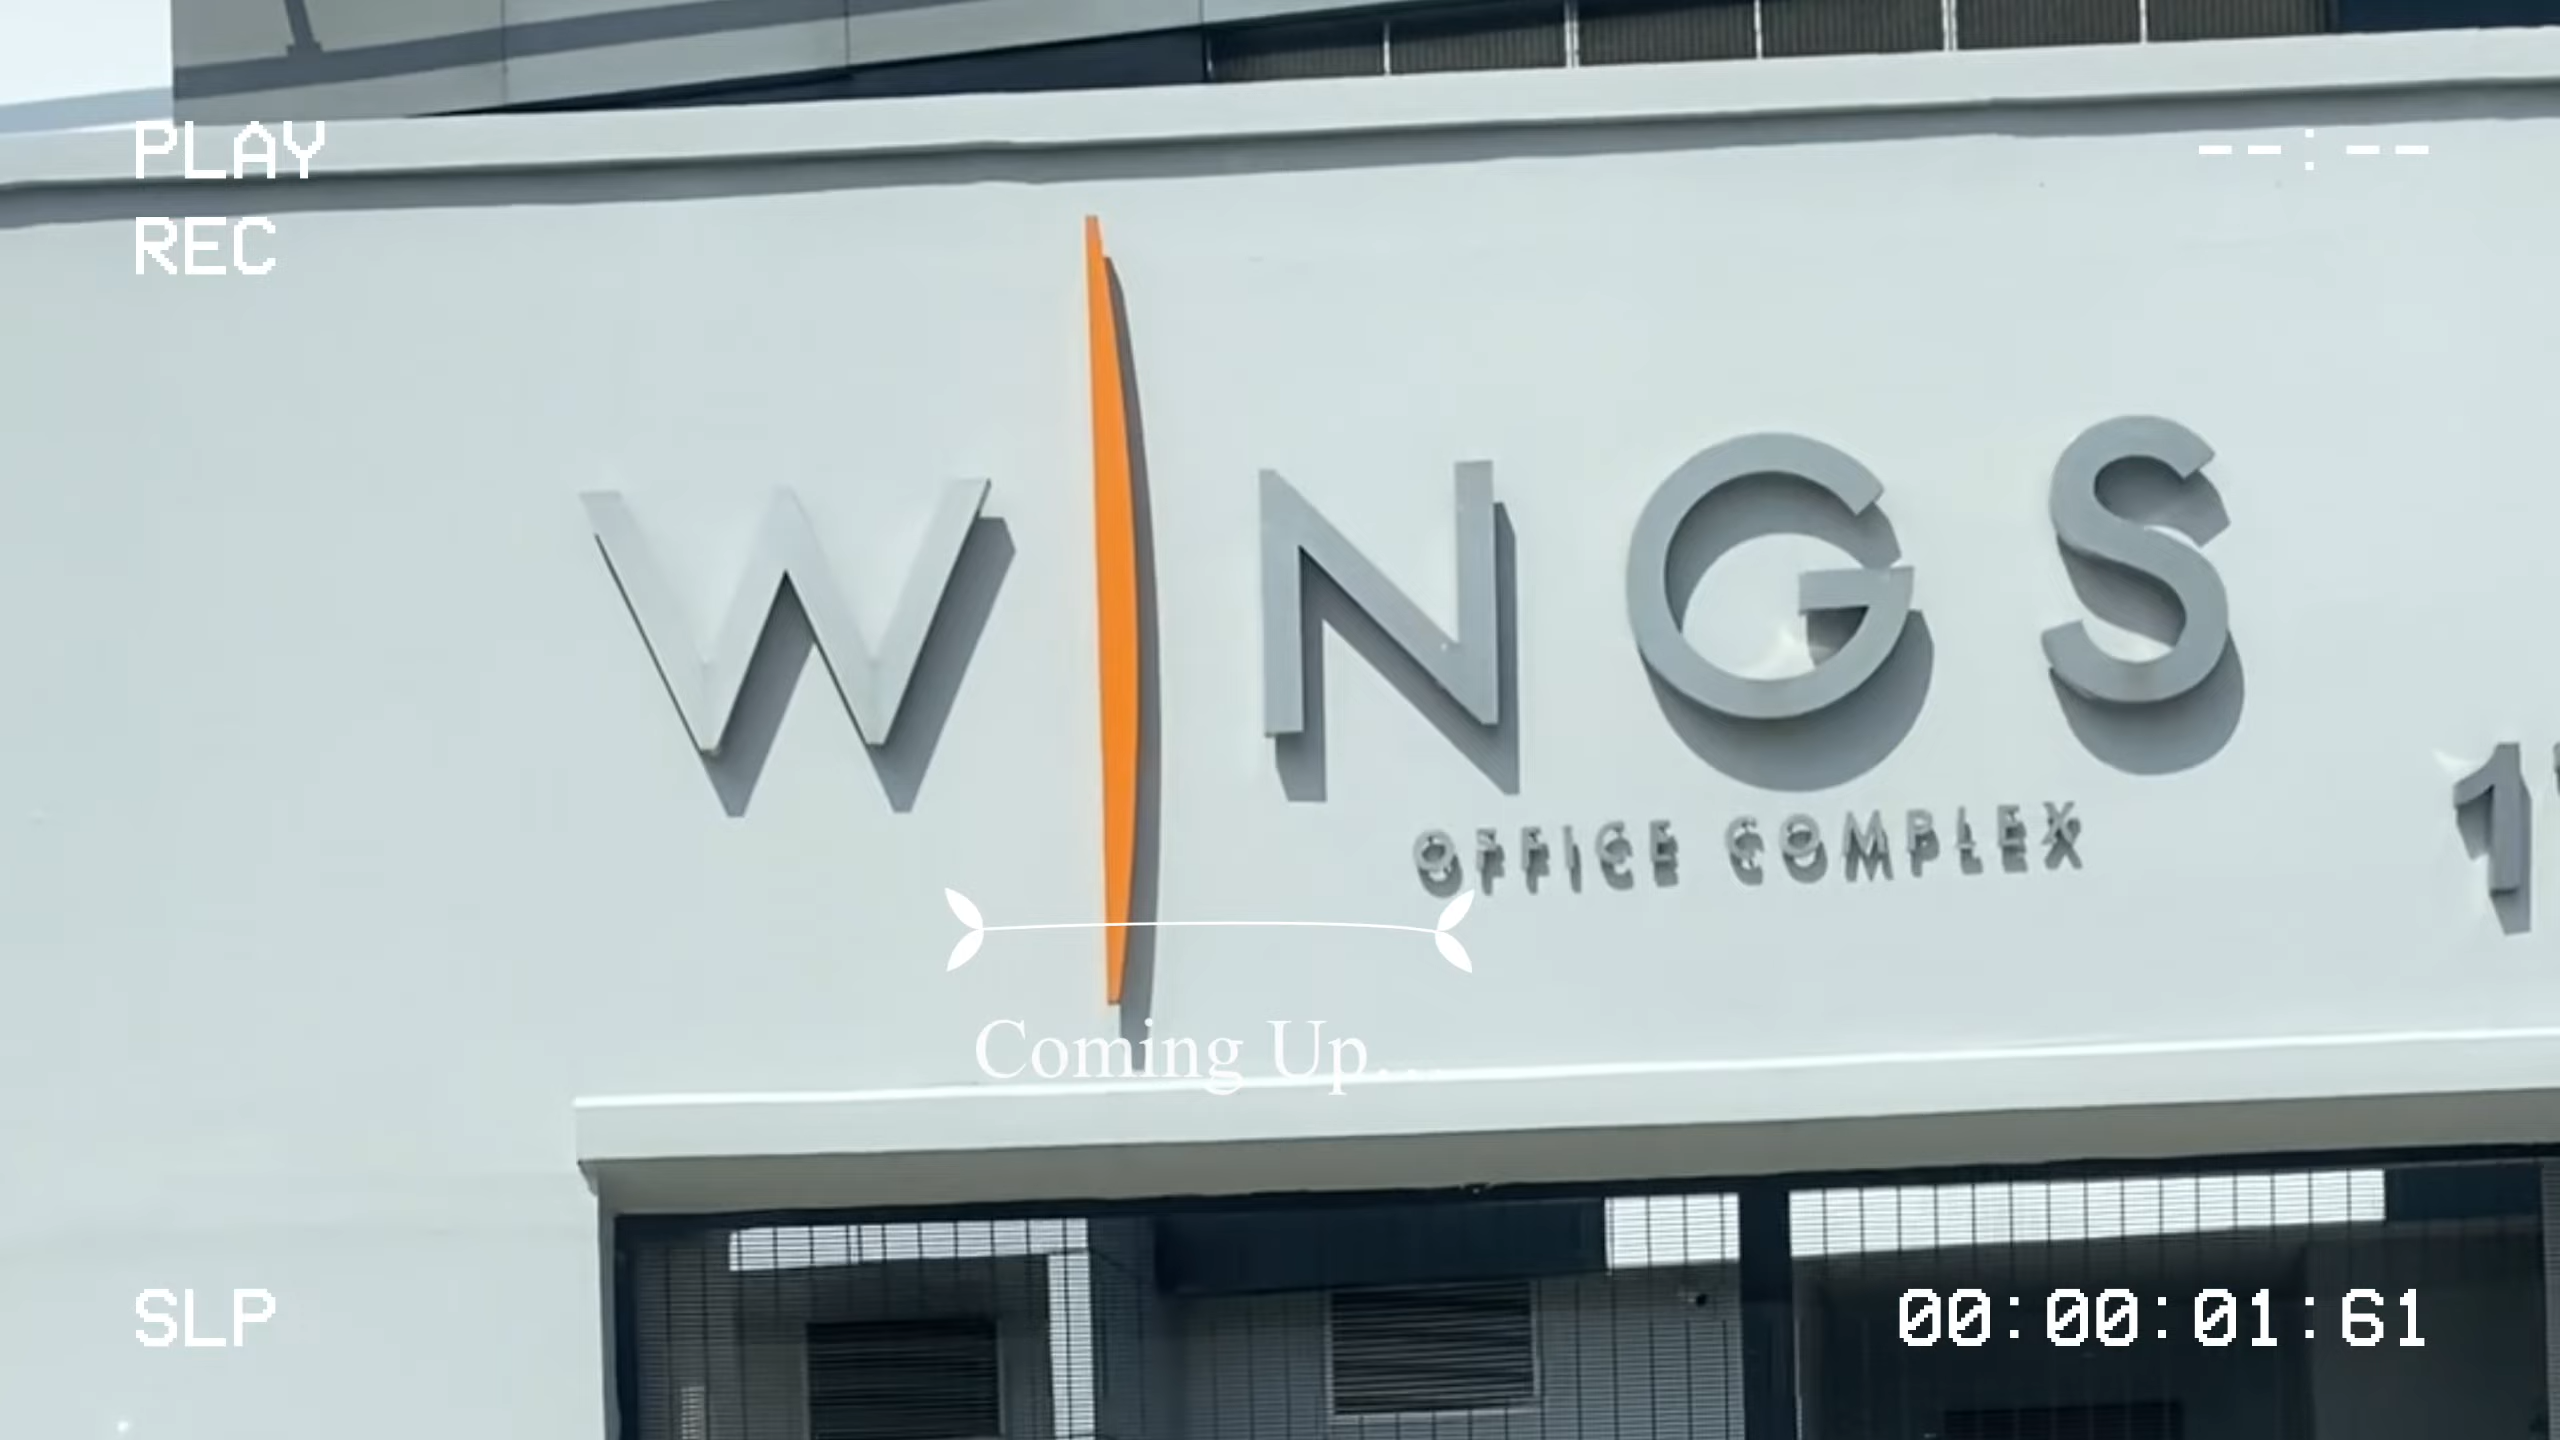 PLAY
--:--
REC
WINGS
OFFICE COMPLEX
Coming Up...
SLP
00:00:01:61